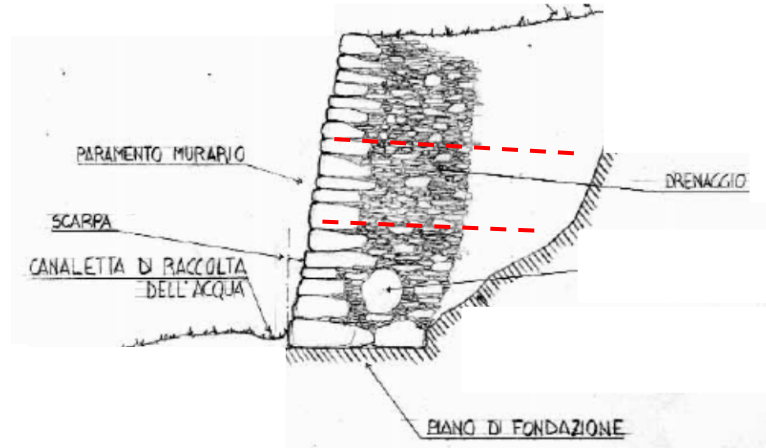 PARAMENTO MURARIO
DRENAGGIO
SCARPA
CANALETTA DI RACCOLTA
DELL'ACQUA
PIANO DI FONDAZIONE